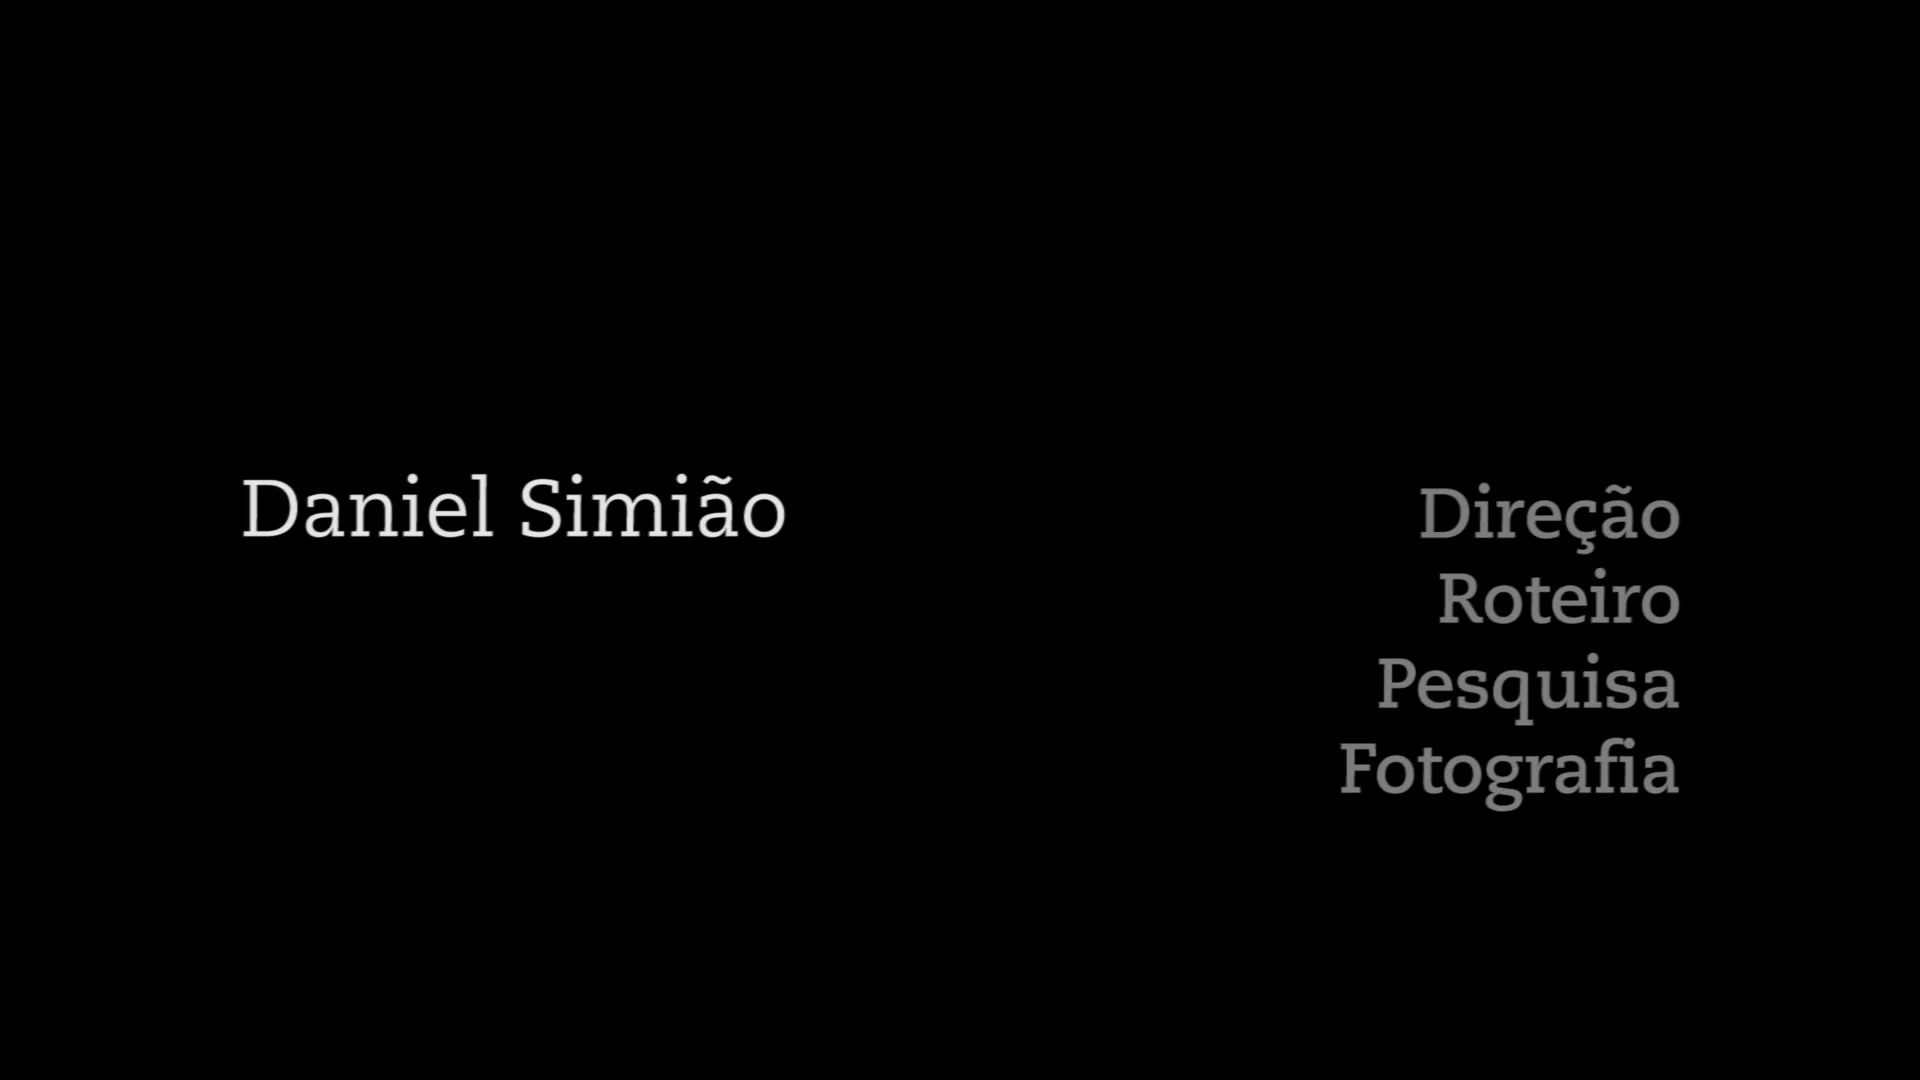 Daniel Simião
Direção
Roteiro
Pesquisa
Fotografia